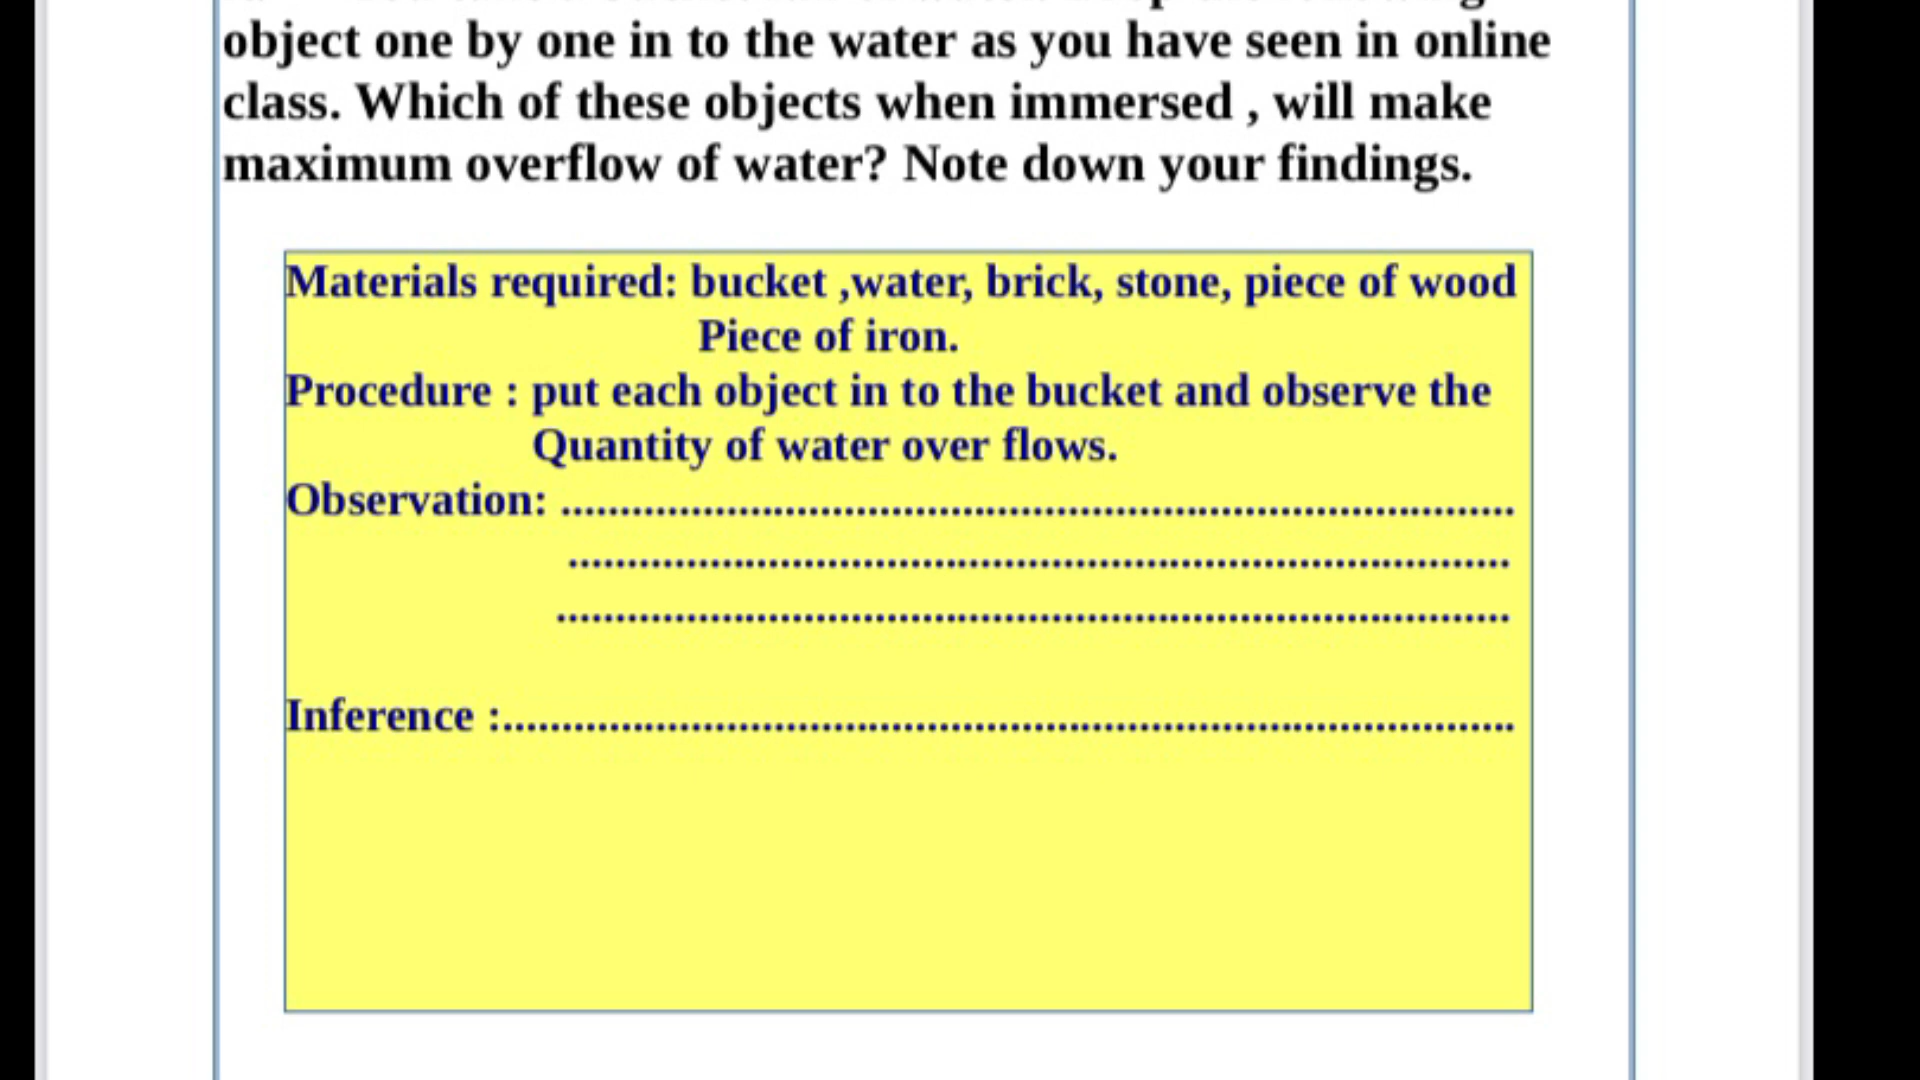 object one by one in to the water as you have seen in online
class. Which of these objects when immersed , will make
maximum overflow of water? Note down your findings.
Materials required: bucket ,water, brick, stone, piece of wood
Piece of iron.
Procedure : put each object in to the bucket and observe the
Quantity of water over flows.
Observation: ................................................................................
................................................................................
................................................................................
Inference :.....................................................................................